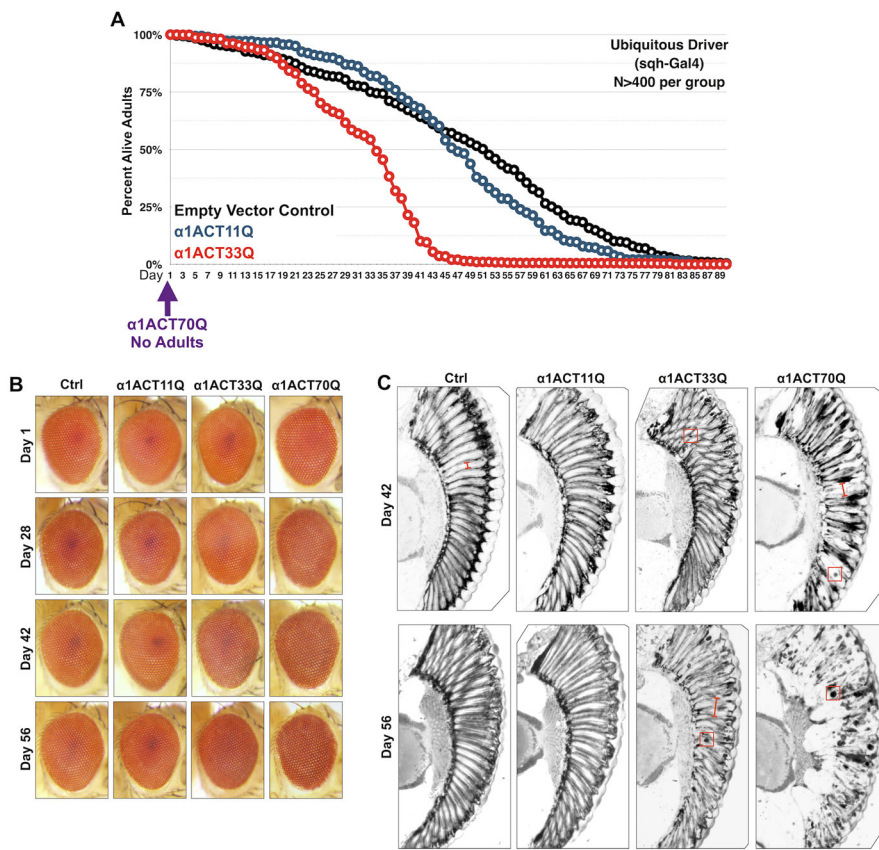 A
100%
75%
50%
25%
0%
Percent Alive Adults
Ubiquitous Driver
(sqh-Gal4)
N>400 per group
Empty Vector Control
α1ACT11Q
α1ACT33Q
Day 1 3 5 7 9 11 13 15 17 19 21 23 25 27 29 31 33 35 37 39 41 43 45 47 49 51 53 55 57 59 61 63 65 67 69 71 73 75 77 79 81 83 85 87 89
α1ACT70Q
No Adults
B
Ctrl α1ACT11Q α1ACT33Q α1ACT70Q
Day 1
Day 28
Day 42
Day 56
C
Ctrl α1ACT11Q α1ACT33Q α1ACT70Q
Day 42
Day 56